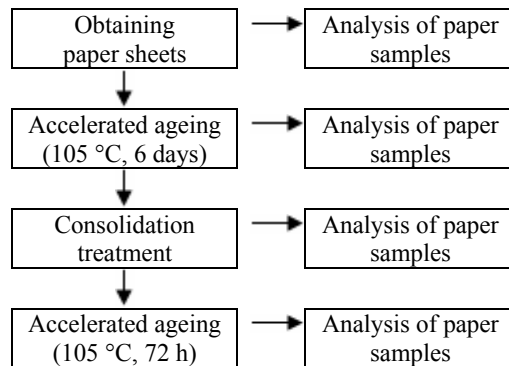 Obtaining
paper sheets
Analysis of paper
samples
Accelerated ageing
(105 °C, 6 days)
Analysis of paper
samples
Consolidation
treatment
Analysis of paper
samples
Accelerated ageing
(105 °C, 72 h)
Analysis of paper
samples